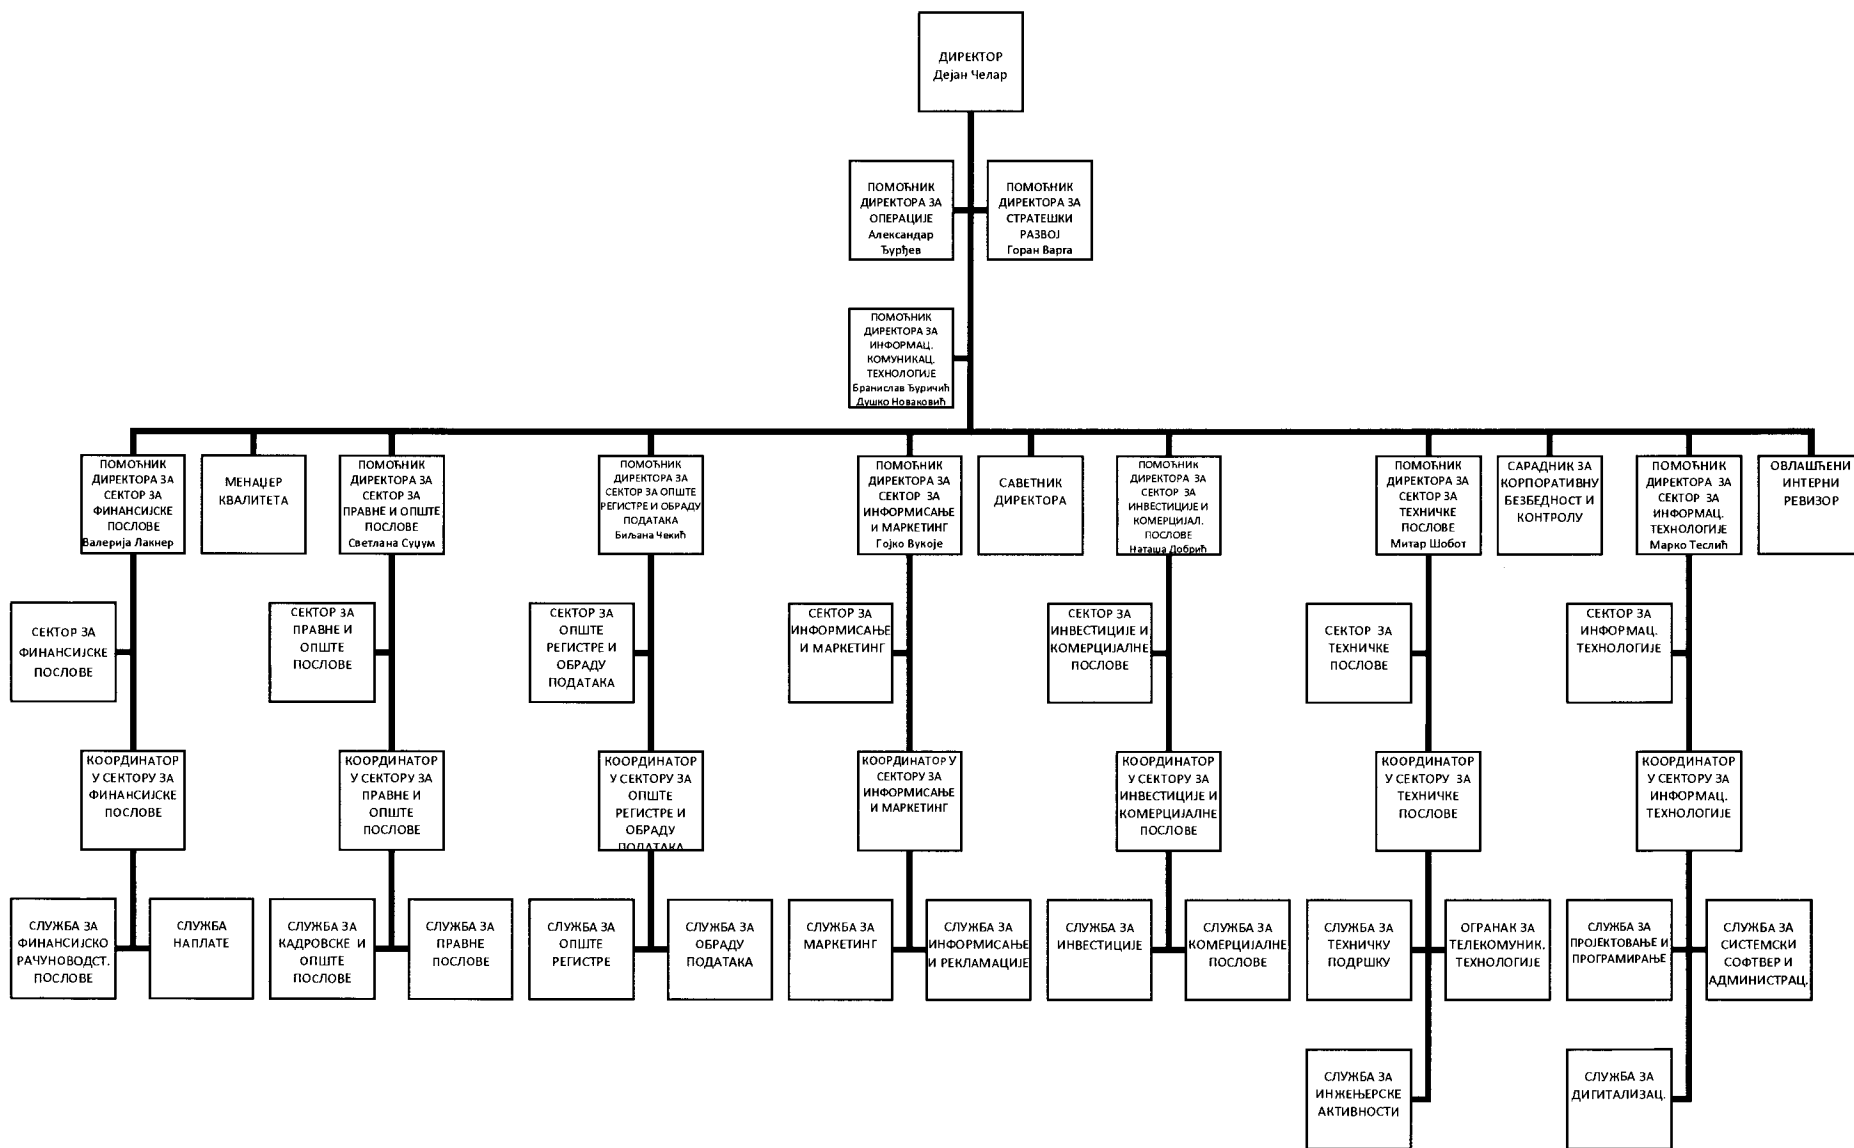 ДИРЕКТОР
Дејан Челар
ПОМОЋНИК
ДИРЕКТОРА ЗА
ОПЕРАЦИЈЕ
Александар
Ђурђев
ПОМОЋНИК
ДИРЕКТОРА ЗА
СТРАТЕШКИ
РАЗВОЈ
Горан Варга
ПОМОЋНИК
ДИРЕКТОРА ЗА
ИНФОРМАЦ.
КОМУНИКАЦ.
ТЕХНОЛОГИЈЕ
Бранислав Ђуричић
Душко Новаковић
ПОМОЋНИК
ДИРЕКТОРА ЗА
СЕКТОР ЗА
ФИНАНСИЈСКЕ
ПОСЛОВЕ
Валерија Лакнер
МЕНАЏЕР
КВАЛИТЕТА
ПОМОЋНИК
ДИРЕКТОРА ЗА
СЕКТОР ЗА
ПРАВНЕ И ОПШТЕ
ПОСЛОВЕ
Светлана Суџум
ПОМОЋНИК
ДИРЕКТОРА ЗА
СЕКТОР ЗА ОПШТЕ
РЕГИСТРЕ И ОБРАДУ
ПОДАТАКА
Биљана Чекић
ПОМОЋНИК
ДИРЕКТОРА ЗА
СЕКТОР ЗА
ИНФОРМИСАЊЕ
И МАРКЕТИНГ
Гојко Вукоје
САВЕТНИК
ДИРЕКТОРА
ПОМОЋНИК
ДИРЕКТОРА ЗА
СЕКТОР ЗА
ИНВЕСТИЦИЈЕ И
КОМЕРЦИЈАЛ.
ПОСЛОВЕ
Наташа Добрић
ПОМОЋНИК
ДИРЕКТОРА ЗА
СЕКТОР ЗА
ТЕХНИЧКЕ
ПОСЛОВЕ
Митар Шобот
САРАДНИК ЗА
КОРПОРАТИВНУ
БЕЗБЕДНОСТ И
КОНТРОЛУ
ПОМОЋНИК
ДИРЕКТОРА ЗА
СЕКТОР ЗА
ИНФОРМАЦ.
ТЕХНОЛОГИЈЕ
Марко Теслић
ОВЛАШЋЕНИ
ИНТЕРНИ
РЕВИЗОР
СЕКТОР ЗА
ФИНАНСИЈСКЕ
ПОСЛОВЕ
СЕКТОР ЗА
ПРАВНЕ И
ОПШТЕ
ПОСЛОВЕ
СЕКТОР ЗА
ОПШТЕ
РЕГИСТРЕ И
ОБРАДУ
ПОДАТАКА
СЕКТОР ЗА
ИНФОРМИСАЊЕ
И МАРКЕТИНГ
СЕКТОР ЗА
ИНВЕСТИЦИЈЕ И
КОМЕРЦИЈАЛНЕ
ПОСЛОВЕ
СЕКТОР ЗА
ТЕХНИЧКЕ
ПОСЛОВЕ
СЕКТОР ЗА
ИНФОРМАЦ.
ТЕХНОЛОГИЈЕ
КООРДИНАТОР
У СЕКТОРУ ЗА
ФИНАНСИЈСКЕ
ПОСЛОВЕ
КООРДИНАТОР
У СЕКТОРУ ЗА
ПРАВНЕ И
ОПШТЕ
ПОСЛОВЕ
КООРДИНАТОР
У СЕКТОРУ ЗА
ОПШТЕ
РЕГИСТРЕ И
ОБРАДУ
ПОДАТАКА
КООРДИНАТОР У
СЕКТОРУ ЗА
ИНФОРМИСАЊЕ
И МАРКЕТИНГ
КООРДИНАТОР
У СЕКТОРУ ЗА
ИНВЕСТИЦИЈЕ И
КОМЕРЦИЈАЛНЕ
ПОСЛОВЕ
КООРДИНАТОР
У СЕКТОРУ ЗА
ТЕХНИЧКЕ
ПОСЛОВЕ
КООРДИНАТОР
У СЕКТОРУ ЗА
ИНФОРМАЦ.
ТЕХНОЛОГИЈЕ
СЛУЖБА ЗА
ФИНАНСИЈСКО
РАЧУНОВОДСТ.
ПОСЛОВЕ
СЛУЖБА
НАПЛАТЕ
СЛУЖБА ЗА
КАДРОВСКЕ И
ОПШТЕ
ПОСЛОВЕ
СЛУЖБА ЗА
ПРАВНЕ
ПОСЛОВЕ
СЛУЖБА ЗА
ОПШТЕ
РЕГИСТРЕ
СЛУЖБА ЗА
ОБРАДУ
ПОДАТАКА
СЛУЖБА ЗА
МАРКЕТИНГ
СЛУЖБА ЗА
ИНФОРМИСАЊЕ
И РЕКЛАМАЦИЈЕ
СЛУЖБА ЗА
ИНВЕСТИЦИЈЕ
СЛУЖБА ЗА
КОМЕРЦИЈАЛНЕ
ПОСЛОВЕ
СЛУЖБА ЗА
ТЕХНИЧКУ
ПОДРШКУ
ОГРАНАК ЗА
ТЕЛЕКОМУНИК.
ТЕХНОЛОГИЈЕ
СЛУЖБА ЗА
ПРОЈЕКТОВАЊЕ И
ПРОГРАМИРАЊЕ
СЛУЖБА ЗА
СИСТЕМСКИ
СОФТВЕР И
АДМИНИСТРАЦ.
СЛУЖБА ЗА
ИНЖЕЊЕРСКЕ
АКТИВНОСТИ
СЛУЖБА ЗА
ДИГИТАЛИЗАЦ.